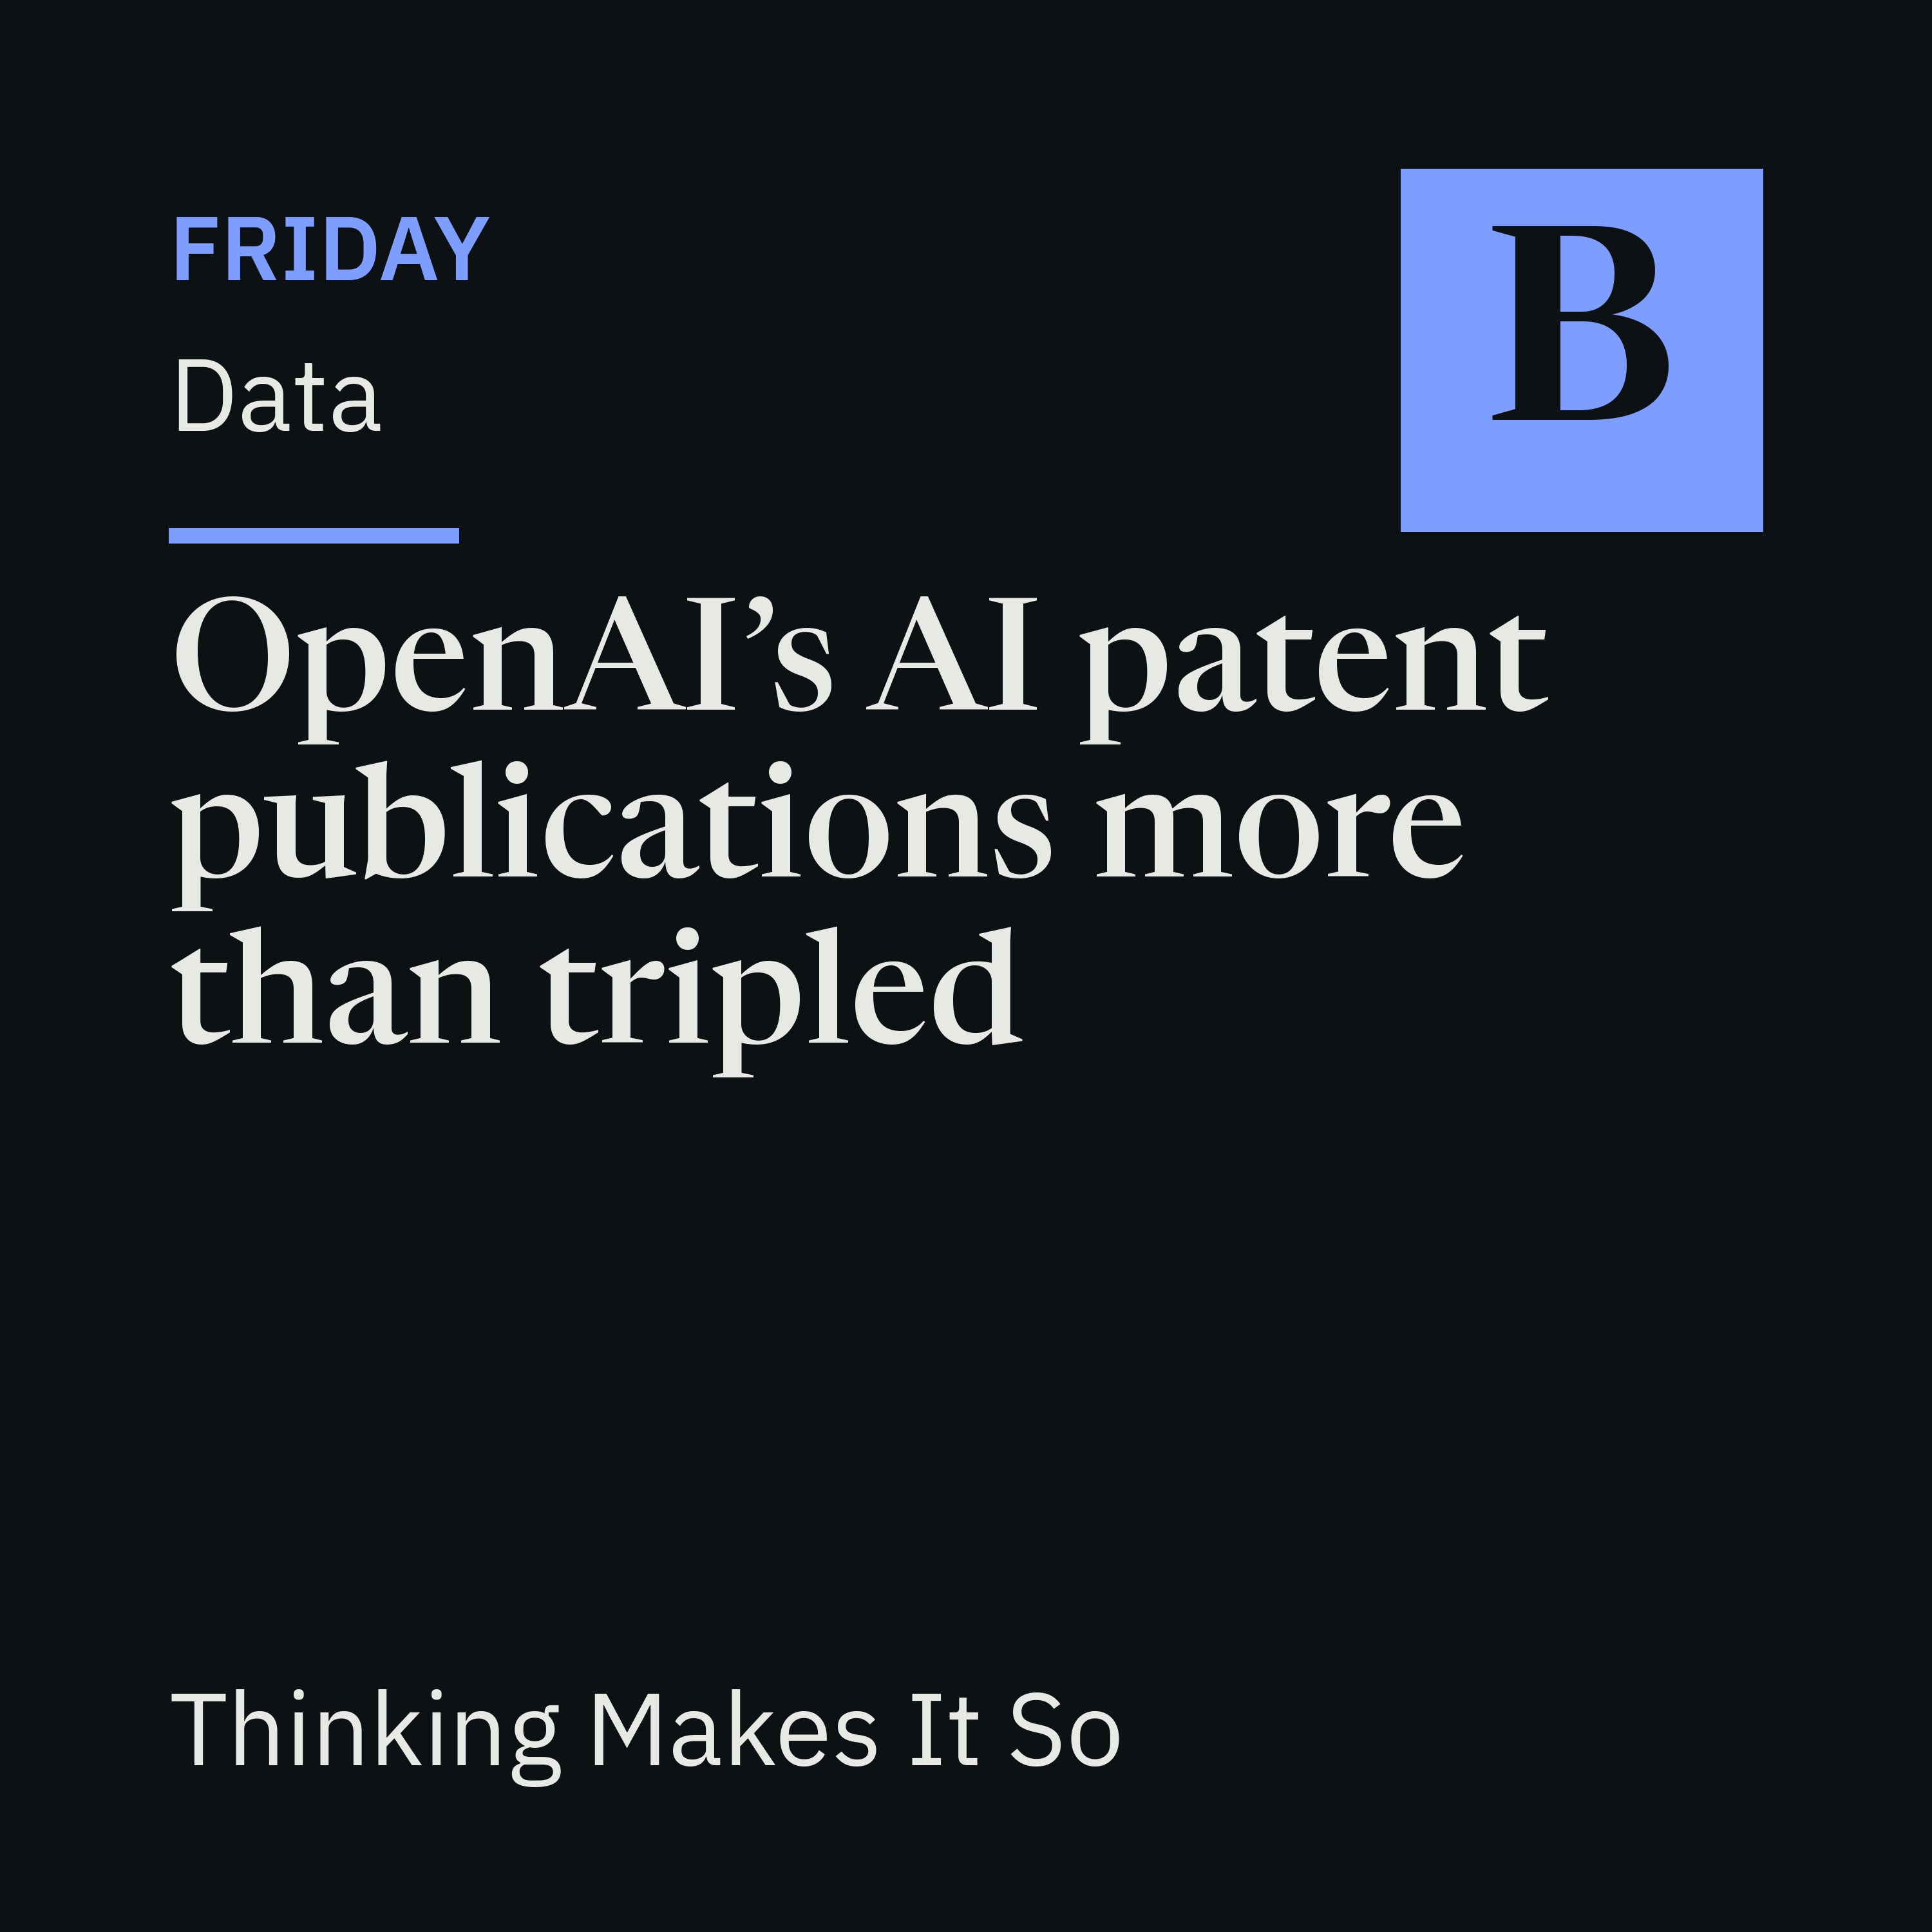 FRIDAY
B
Data
OpenAI’s AI patent
publications more
than tripled
Thinking Makes It So